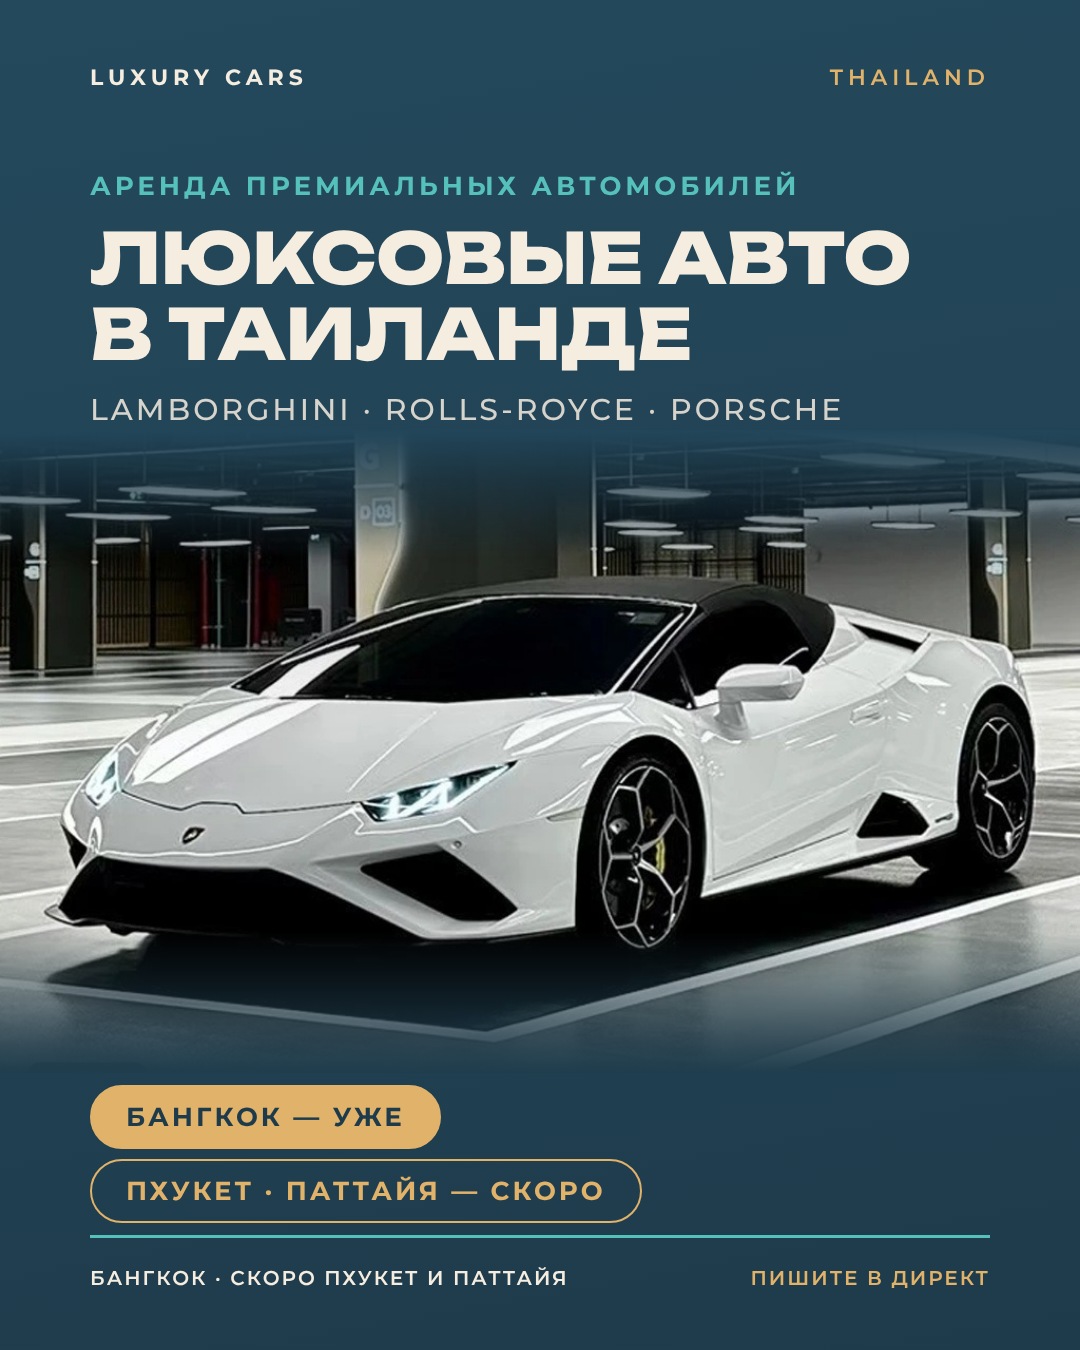 LUXURY CARS
THAILAND
АРЕНДА ПРЕМИАЛЬНЫХ АВТОМОБИЛЕЙ
ЛЮКСОВЫЕ АВТО
В ТАИЛАНДЕ
LAMBORGHINI · ROLLS-ROYCE · PORSCHE
G
D 03
БАНГКОК — УЖЕ
ПХУКЕТ · ПАТТАЙЯ — СКОРО
БАНГКОК · СКОРО ПХУКЕТ И ПАТТАЙЯ
ПИШИТЕ В ДИРЕКТ